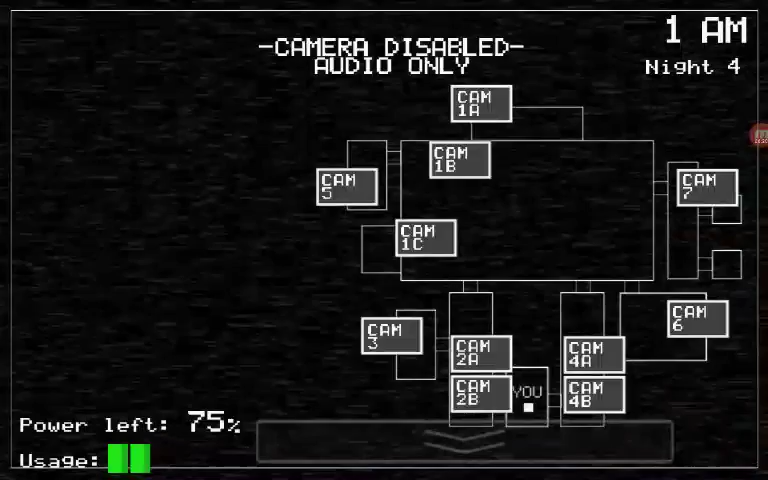 1 AM
-CAMERA DISABLED-
AUDIO ONLY
Night 4
CAM
1A
CAM
1B
CAM
5
CAM
7
CAM
1C
CAM
6
CAM
3
CAM
2A
CAM
4A
CAM
2B
YOU
CAM
4B
Power left: 75%
Usage: